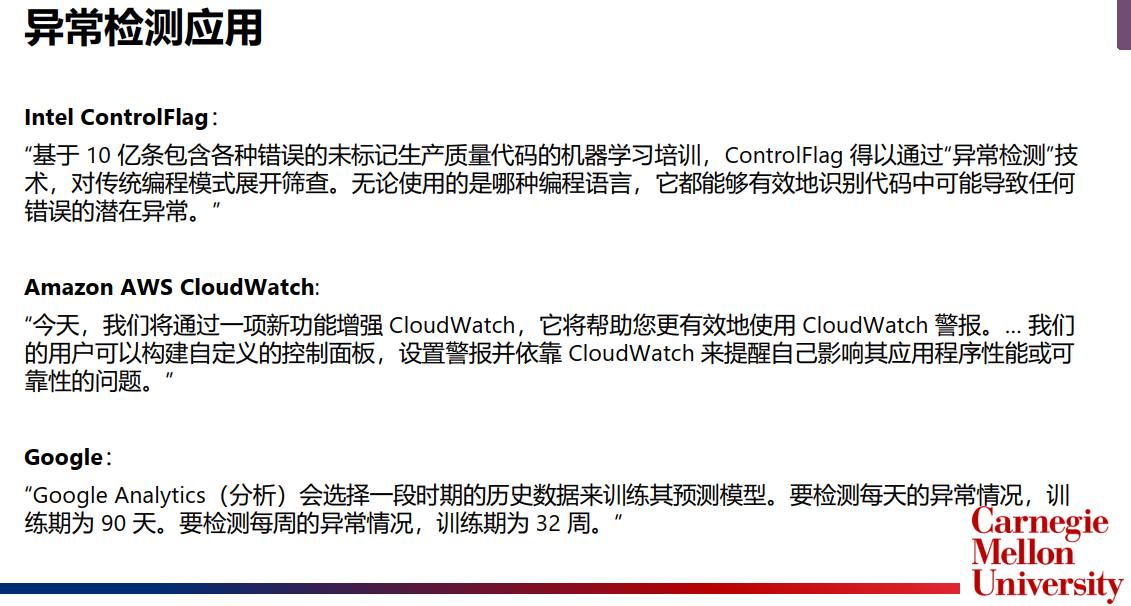 异常检测应用
Intel ControlFlag：
“基于 10 亿条包含各种错误的未标记生产质量代码的机器学习培训，ControlFlag 得以通过“异常检测”技
术，对传统编程模式展开筛查。无论使用的是哪种编程语言，它都能够有效地识别代码中可能导致任何
错误的潜在异常。”
Amazon AWS CloudWatch:
“今天，我们将通过一项新功能增强 CloudWatch，它将帮助您更有效地使用 CloudWatch 警报。... 我们
的用户可以构建自定义的控制面板，设置警报并依靠 CloudWatch 来提醒自己影响其应用程序性能或可
靠性的问题。”
Google：
“Google Analytics（分析）会选择一段时期的历史数据来训练其预测模型。要检测每天的异常情况，训
练期为 90 天。要检测每周的异常情况，训练期为 32 周。”
Carnegie
Mellon
University